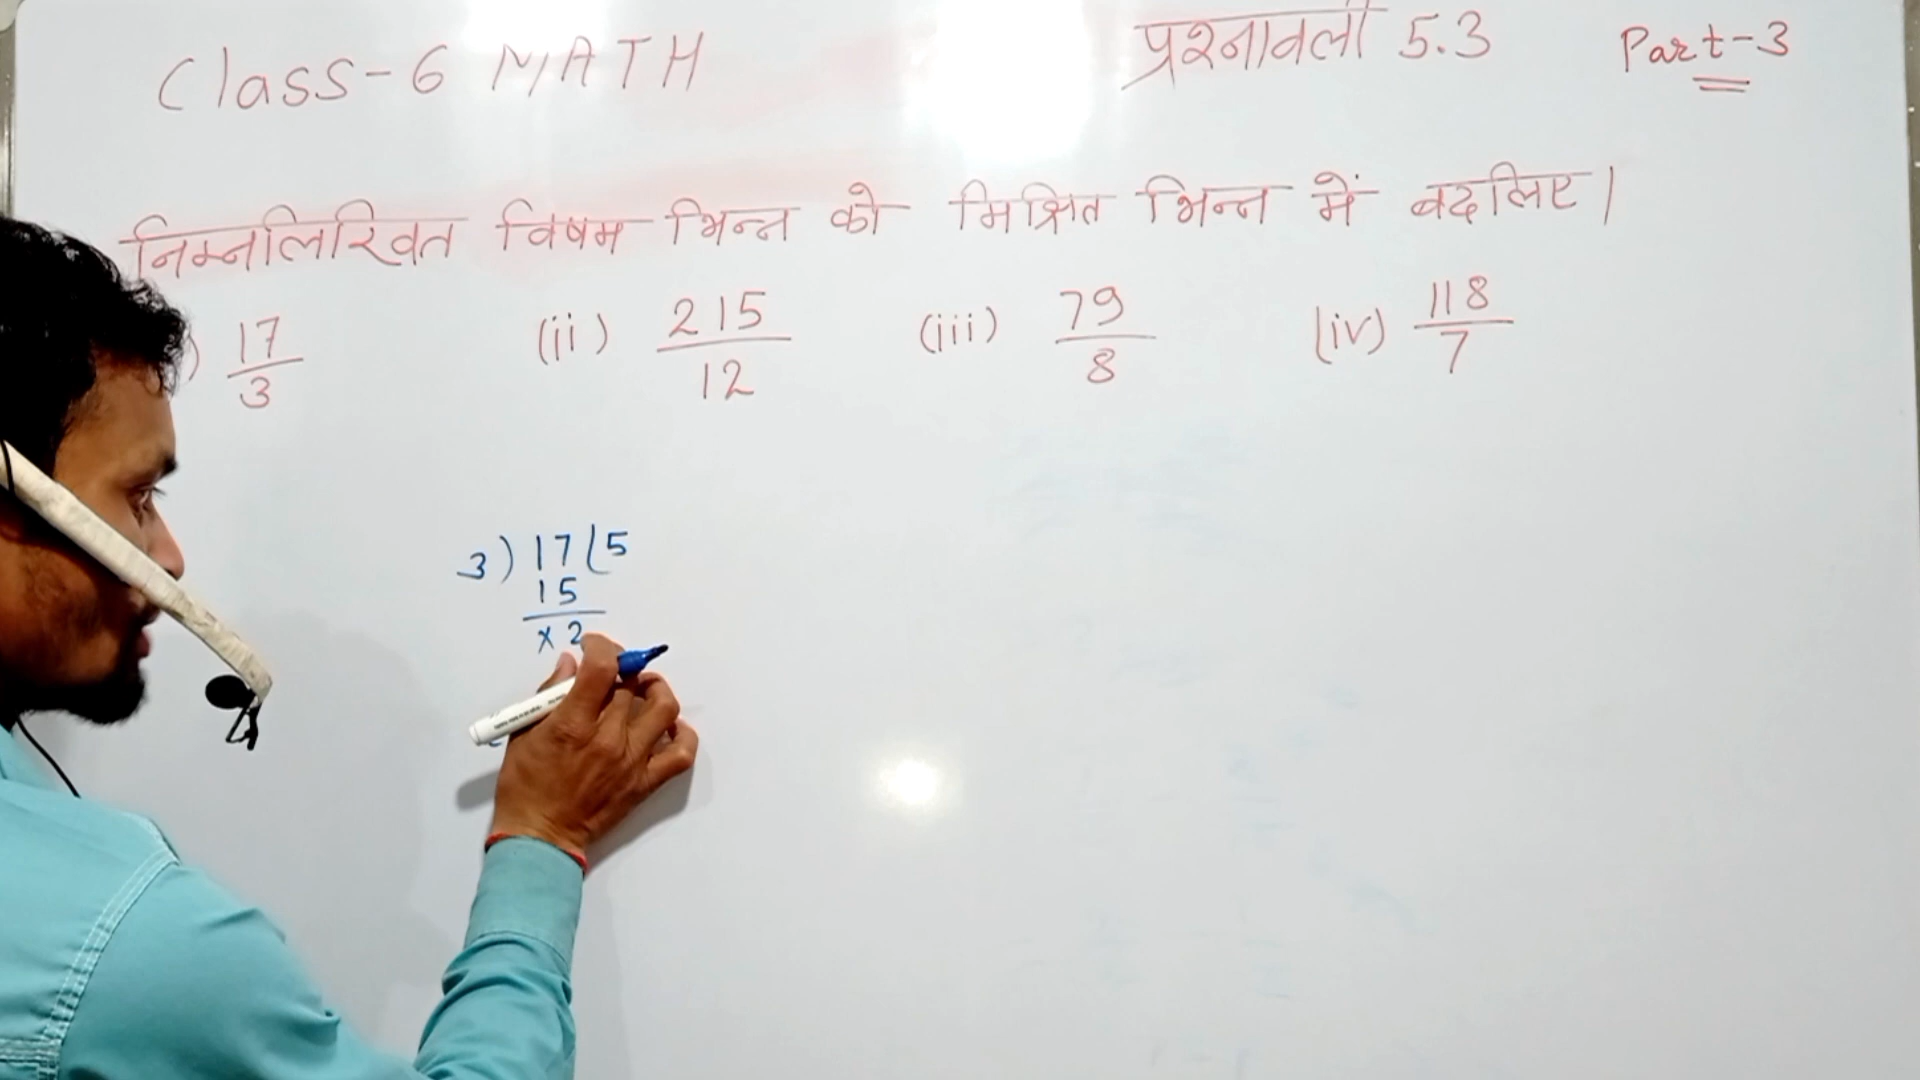 Class-6 MATH प्रश्नावली 5.3 Part-3
निम्नलिखित विषम भिन्न को मिश्रित भिन्न में बदलिए।
) 17/3 (ii) 215/12 (iii) 79/8 (iv) 118/7
3) 17 (5
15
× 2